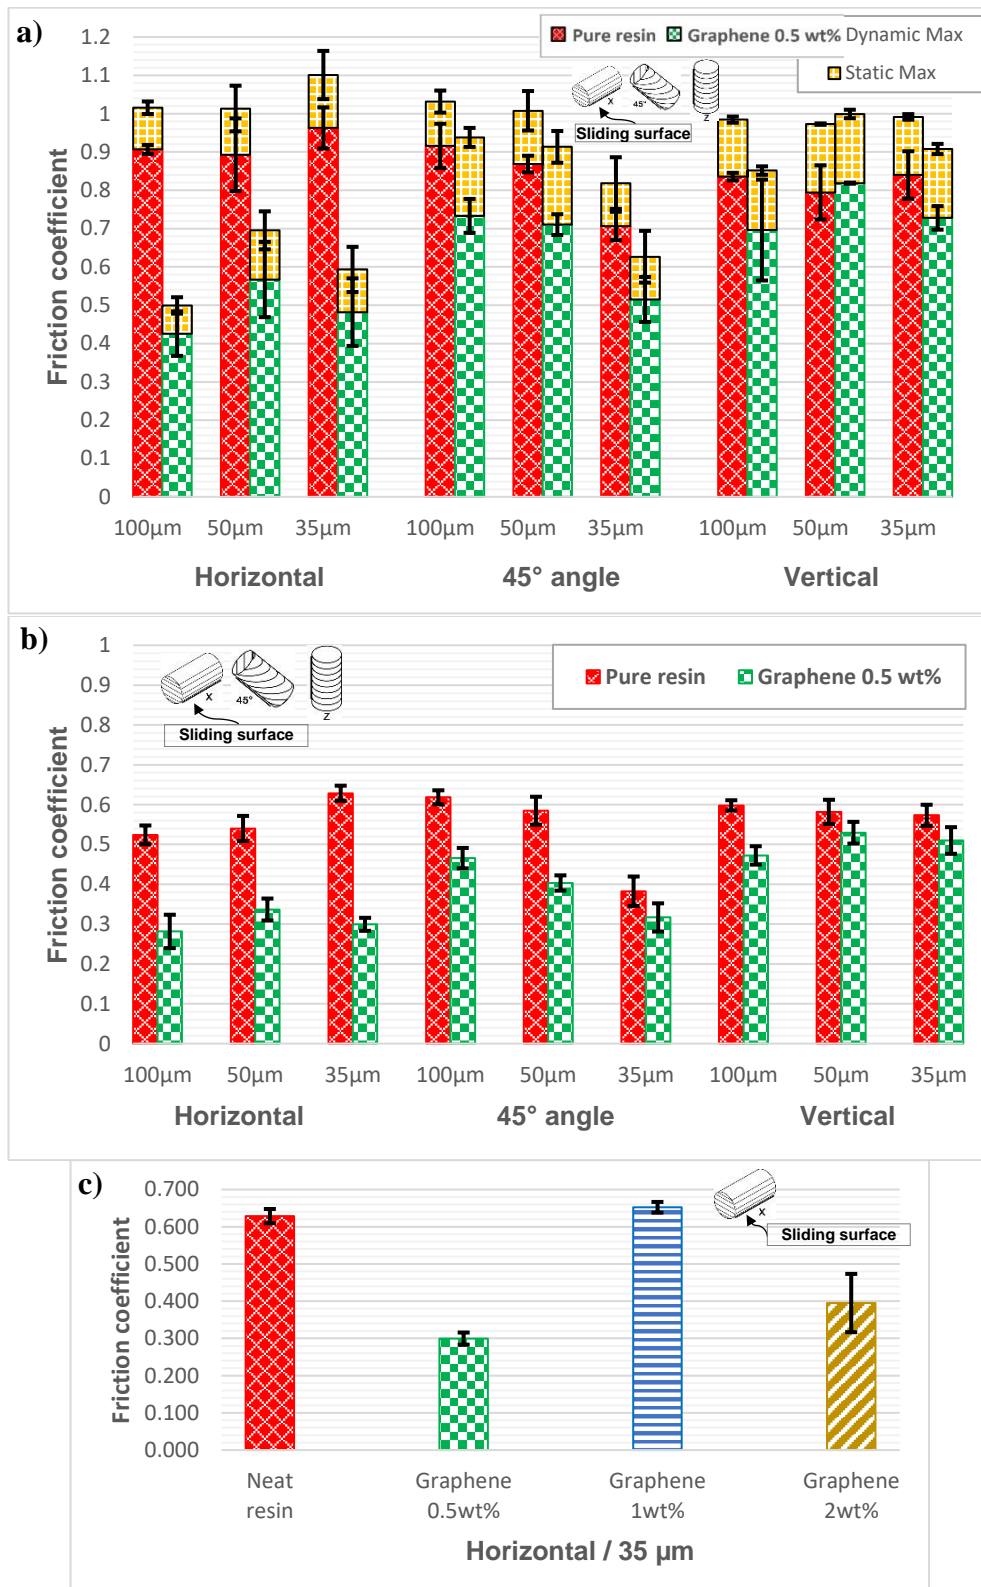 a)
Pure resin Graphene 0.5 wt% Dynamic Max
Static Max
Friction coefficient
1.2
1.1
1
0.9
0.8
0.7
0.6
0.5
0.4
0.3
0.2
0.1
0
X 45° Z
Sliding surface
100µm 50µm 35µm 100µm 50µm 35µm 100µm 50µm 35µm
Horizontal 45° angle Vertical
b)
Pure resin Graphene 0.5 wt%
Friction coefficient
1
0.9
0.8
0.7
0.6
0.5
0.4
0.3
0.2
0.1
0
X 45° Z
Sliding surface
100µm 50µm 35µm 100µm 50µm 35µm 100µm 50µm 35µm
Horizontal 45° angle Vertical
c)
Friction coefficient
0.700
0.600
0.500
0.400
0.300
0.200
0.100
0.000
X
Sliding surface
Neat Graphene Graphene Graphene
resin 0.5wt% 1wt% 2wt%
Horizontal / 35 µm